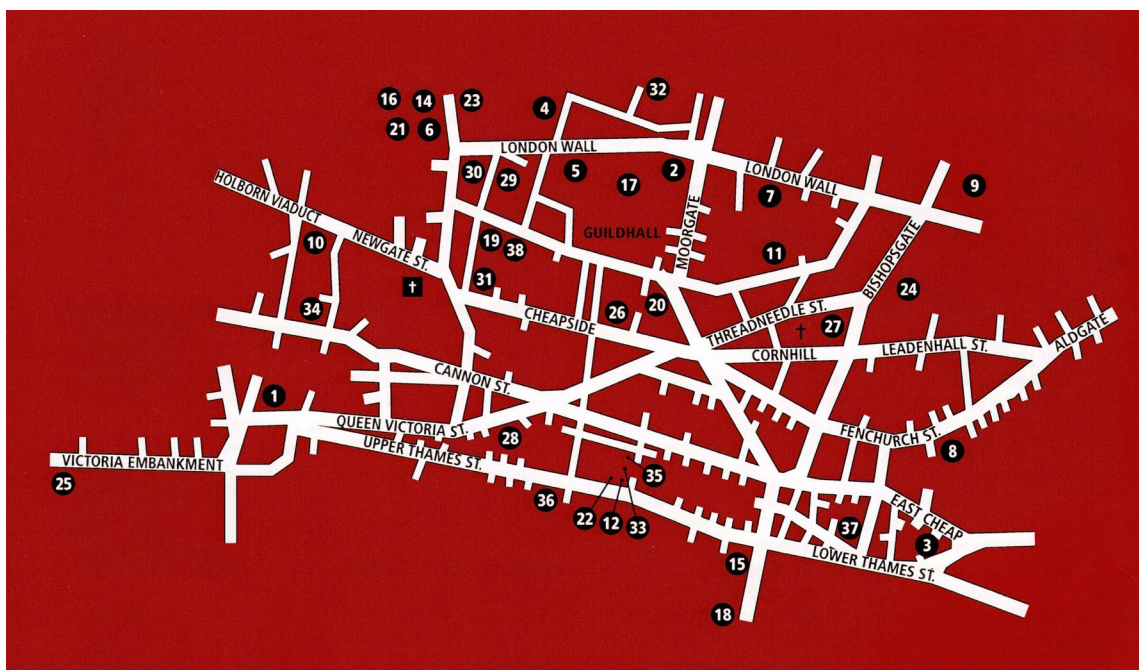 16 14 23 4 32
21 6
LONDON WALL
30 29 5 17 2
LONDON WALL
7 9
HOLBORN VIADUCT
NEWGATE ST.
10
19 38
GUILDHALL
MOORGATE
11
BISHOPSGATE
31
34
CHEAPSIDE
26 20
THREADNEEDLE ST.
27
24
CORNHILL
LEADENHALL ST.
ALDGATE
CANNON ST.
1
QUEEN VICTORIA ST.
28
UPPER THAMES ST.
VICTORIA EMBANKMENT
25
35
FENCHURCH ST.
8
36
22 12 33
EAST CHEAP
37
3
15
LOWER THAMES ST.
18